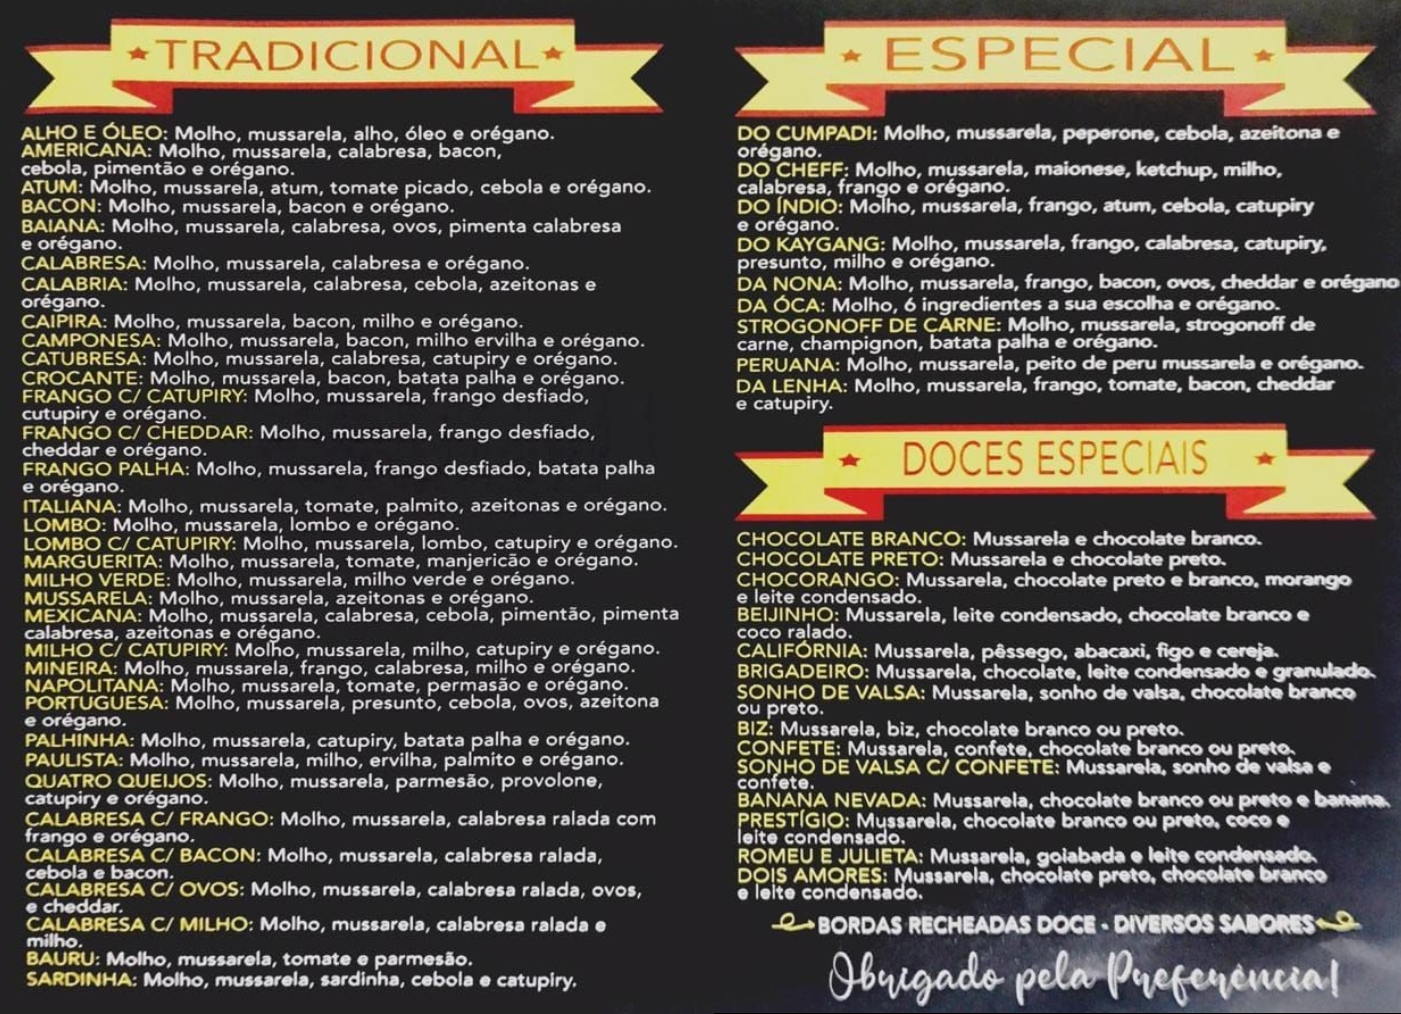 TRADICIONAL
ALHO E ÓLEO: Molho, mussarela, alho, óleo e orégano.
AMERICANA: Molho, mussarela, calabresa, bacon,
cebola, pimentão e orégano.
ATUM: Molho, mussarela, atum, tomate picado, cebola e orégano.
BACON: Molho, mussarela, bacon e orégano.
BAIANA: Molho, mussarela, calabresa, ovos, pimenta calabresa
e orégano.
CALABRESA: Molho, mussarela, calabresa e orégano.
CALABRIA: Molho, mussarela, calabresa, cebola, azeitonas e
orégano.
CAIPIRA: Molho, mussarela, bacon, milho e orégano.
CAMPONESA: Molho, mussarela, bacon, milho ervilha e orégano.
CATUBRESA: Molho, mussarela, calabresa, catupiry e orégano.
CROCANTE: Molho, mussarela, bacon, batata palha e orégano.
FRANGO C/ CATUPIRY: Molho, mussarela, frango desfiado,
cutupiry e orégano.
FRANGO C/ CHEDDAR: Molho, mussarela, frango desfiado,
cheddar e orégano.
FRANGO PALHA: Molho, mussarela, frango desfiado, batata palha
e orégano.
ITALIANA: Molho, mussarela, tomate, palmito, azeitonas e orégano.
LOMBO: Molho, mussarela, lombo e orégano.
LOMBO C/ CATUPIRY: Molho, mussarela, lombo, catupiry e orégano.
MARGUERITA: Molho, mussarela, tomate, manjericão e orégano.
MILHO VERDE: Molho, mussarela, milho verde e orégano.
MUSSARELA: Molho, mussarela, azeitonas e orégano.
MEXICANA: Molho, mussarela, calabresa, cebola, pimentão, pimenta
calabresa, azeitonas e orégano.
MILHO C/ CATUPIRY: Molho, mussarela, milho, catupiry e orégano.
MINEIRA: Molho, mussarela, frango, calabresa, milho e orégano.
NAPOLITANA: Molho, mussarela, tomate, permasão e orégano.
PORTUGUESA: Molho, mussarela, presunto, cebola, ovos, azeitona
e orégano.
PALHINHA: Molho, mussarela, catupiry, batata palha e orégano.
PAULISTA: Molho, mussarela, milho, ervilha, palmito e orégano.
QUATRO QUEIJOS: Molho, mussarela, parmesão, provolone,
catupiry e orégano.
CALABRESA C/ FRANGO: Molho, mussarela, calabresa ralada com
frango e orégano.
CALABRESA C/ BACON: Molho, mussarela, calabresa ralada,
cebola e bacon.
CALABRESA C/ OVOS: Molho, mussarela, calabresa ralada, ovos,
e cheddar.
CALABRESA C/ MILHO: Molho, mussarela, calabresa ralada e
milho.
BAURU: Molho, mussarela, tomate e parmesão.
SARDINHA: Molho, mussarela, sardinha, cebola e catupiry.
ESPECIAL
DO CUMPADI: Molho, mussarela, peperone, cebola, azeitona e
orégano.
DO CHEFF: Molho, mussarela, maionese, ketchup, milho,
calabresa, frango e orégano.
DO ÍNDIO: Molho, mussarela, frango, atum, cebola, catupiry
e orégano.
DO KAYGANG: Molho, mussarela, frango, calabresa, catupiry,
presunto, milho e orégano.
DA NONA: Molho, mussarela, frango, bacon, ovos, cheddar e orégano
DA ÓCA: Molho, 6 ingredientes a sua escolha e orégano.
STROGONOFF DE CARNE: Molho, mussarela, strogonoff de
carne, champignon, batata palha e orégano.
PERUANA: Molho, mussarela, peito de peru mussarela e orégano.
DA LENHA: Molho, mussarela, frango, tomate, bacon, cheddar
e catupiry.
DOCES ESPECIAIS
CHOCOLATE BRANCO: Mussarela e chocolate branco.
CHOCOLATE PRETO: Mussarela e chocolate preto.
CHOCORANGO: Mussarela, chocolate preto e branco, morango
e leite condensado.
BEIJINHO: Mussarela, leite condensado, chocolate branco e
coco ralado.
CALIFÓRNIA: Mussarela, pêssego, abacaxi, figo e cereja.
BRIGADEIRO: Mussarela, chocolate, leite condensado e granulado.
SONHO DE VALSA: Mussarela, sonho de valsa, chocolate branco
ou preto.
BIZ: Mussarela, biz, chocolate branco ou preto.
CONFETE: Mussarela, confete, chocolate branco ou preto.
SONHO DE VALSA C/ CONFETE: Mussarela, sonho de valsa e
confete.
BANANA NEVADA: Mussarela, chocolate branco ou preto e banana.
PRESTÍGIO: Mussarela, chocolate branco ou preto, coco e
leite condensado.
ROMEU E JULIETA: Mussarela, goiabada e leite condensado.
DOIS AMORES: Mussarela, chocolate preto, chocolate branco
e leite condensado.
BORDAS RECHEADAS DOCE - DIVERSOS SABORES
Obrigado pela Preferência!